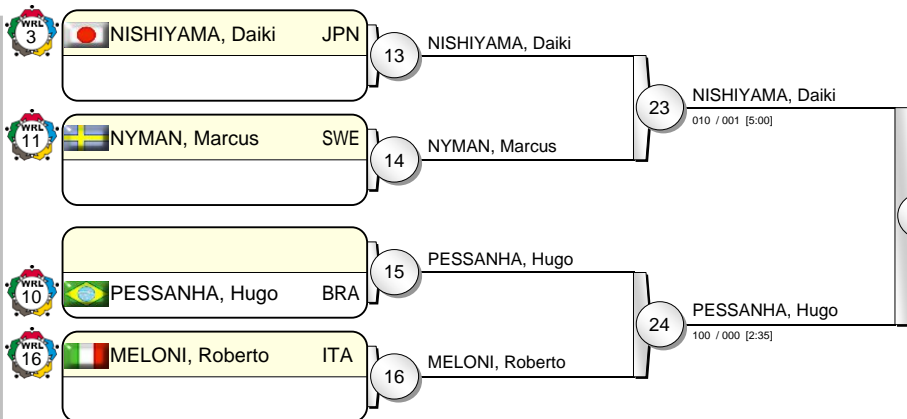 WRL 3 NISHIYAMA, Daiki JPN
13
NISHIYAMA, Daiki
WRL 11 NYMAN, Marcus SWE
14
NYMAN, Marcus
23
NISHIYAMA, Daiki
010 / 001 [5:00]
WRL 10 PESSANHA, Hugo BRA
15
PESSANHA, Hugo
WRL 16 MELONI, Roberto ITA
16
MELONI, Roberto
24
PESSANHA, Hugo
100 / 000 [2:35]